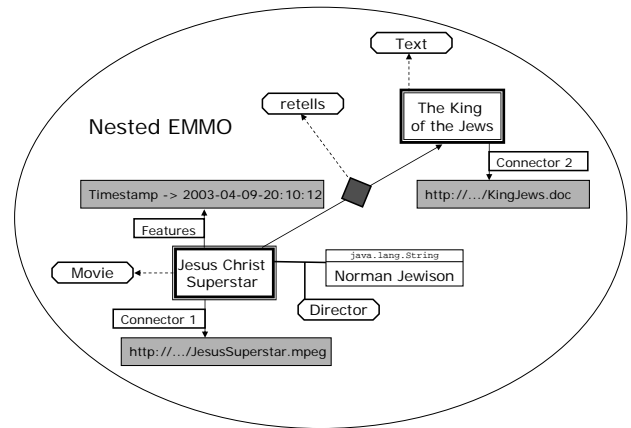 Text
retells
The King
of the Jews
Nested EMMO
Connector 2
Timestamp -> 2003-04-09-20:10:12
http://.../KingJews.doc
Features
java.lang.String
Jesus Christ
Superstar
Norman Jewison
Movie
Director
Connector 1
http://.../JesusSuperstar.mpeg